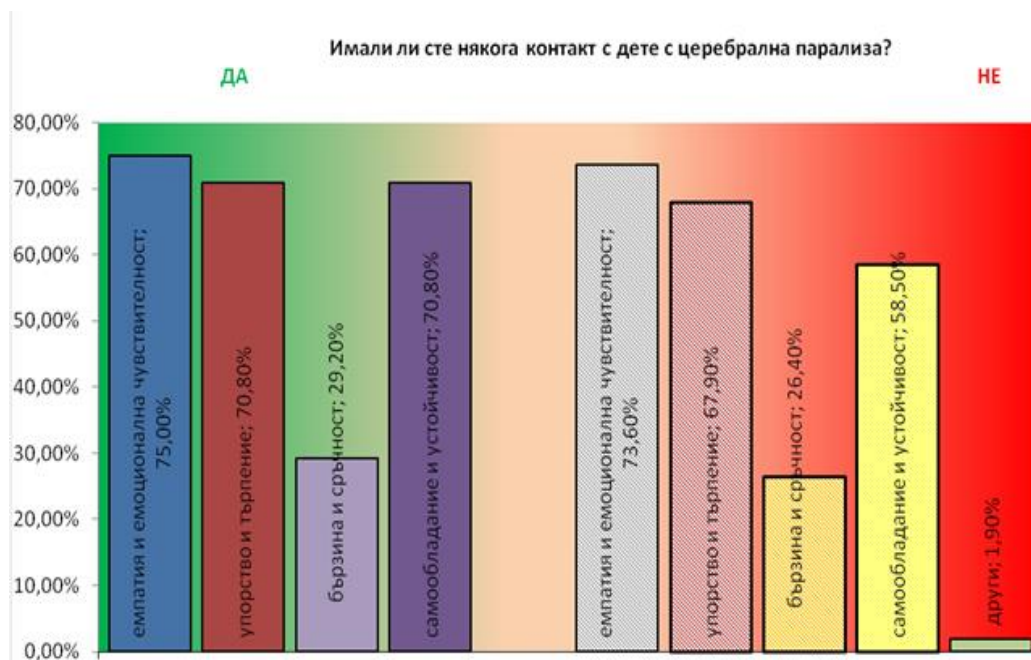 Имали ли сте някога контакт с дете с церебрална парализа?
ДА
НЕ
80,00%
70,00%
60,00%
50,00%
40,00%
30,00%
20,00%
10,00%
0,00%
емпатия и емоционална чувствителност;
75,00%
упорство и търпение; 70,80%
бързина и сръчност; 29,20%
самообладание и устойчивост; 70,80%
емпатия и емоционална чувствителност;
73,60%
упорство и търпение; 67,90%
бързина и сръчност; 26,40%
самообладание и устойчивост; 58,50%
други; 1,90%